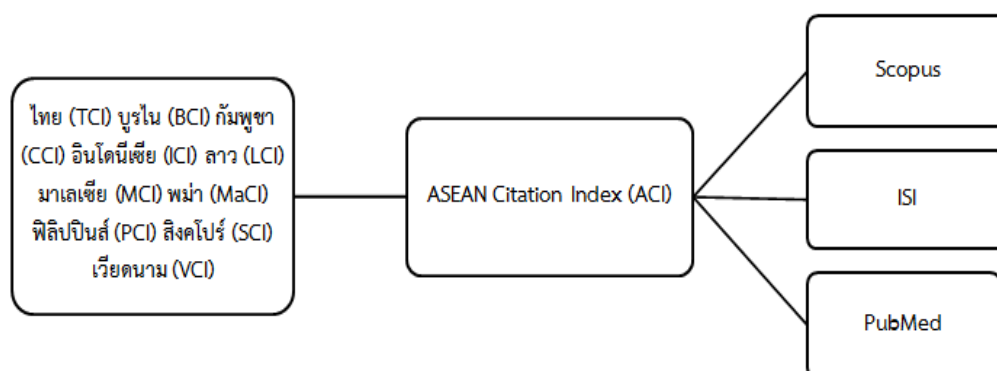 ไทย (TCI) บูรไน (BCI) กัมพูชา
(CCI) อินโดนีเซีย (ICI) ลาว (LCI)
มาเลเซีย (MCI) พม่า (MaCI)
ฟิลิปปินส์ (PCI) สิงคโปร์ (SCI)
เวียดนาม (VCI)
ASEAN Citation Index (ACI)
Scopus
ISI
PubMed